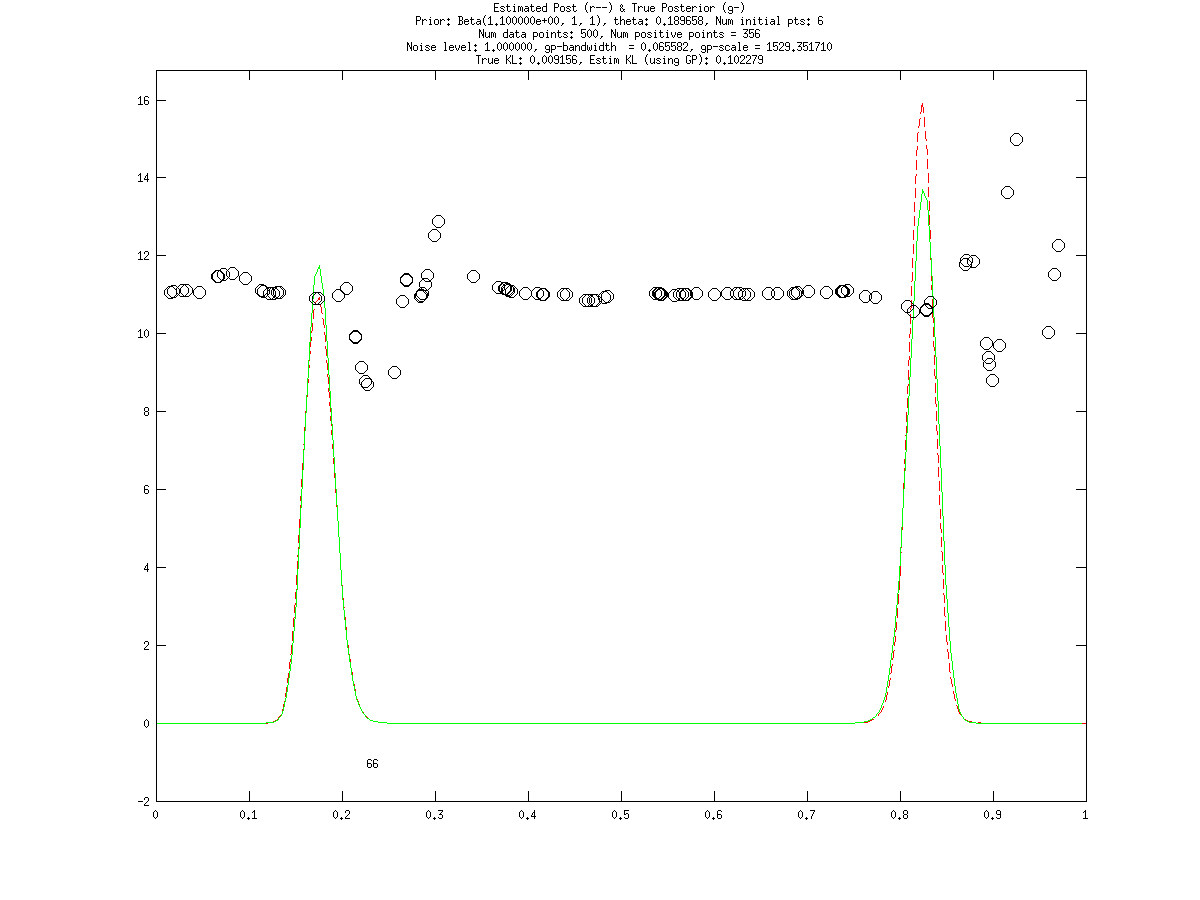 Estimated Post (r--) & True Posterior (g-)
Prior: Beta(1.100000e+00, 1, 1), theta: 0.189658, Num initial pts: 6
Num data points: 500, Num positive points = 356
Noise level: 1.000000, gp-bandwidth  = 0.065582, gp-scale = 1529.351710
True KL: 0.009156, Estim KL (using GP): 0.102279
16
14
12
10
8
6
4
2
0
66
-2
0 0.1 0.2 0.3 0.4 0.5 0.6 0.7 0.8 0.9 1